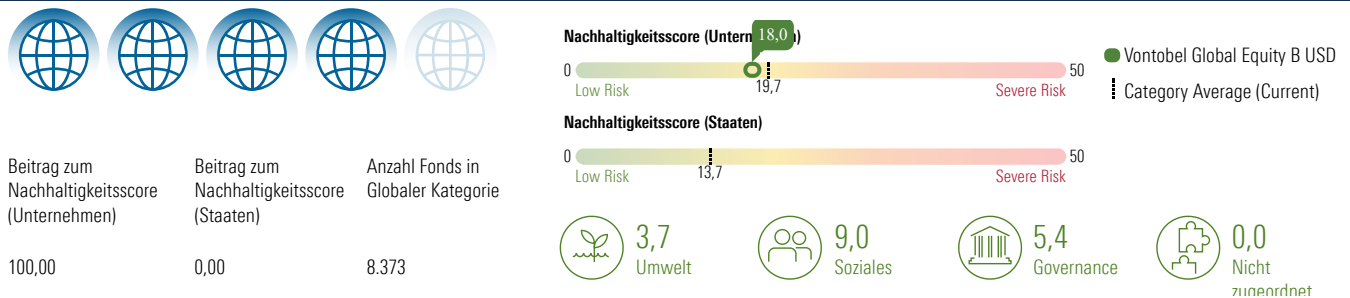 Beitrag zum
Nachhaltigkeitsscore
(Unternehmen)
100,00
Beitrag zum
Nachhaltigkeitsscore
(Staaten)
0,00
Anzahl Fonds in
Globaler Kategorie
8.373
Nachhaltigkeitsscore (Untern en)
18,0
0
50
Low Risk
19,7
Severe Risk
Nachhaltigkeitsscore (Staaten)
0
50
Low Risk
13,7
Severe Risk
Vontobel Global Equity B USD
Category Average (Current)
3,7
Umwelt
9,0
Soziales
5,4
Governance
0,0
Nicht
zugeordnet